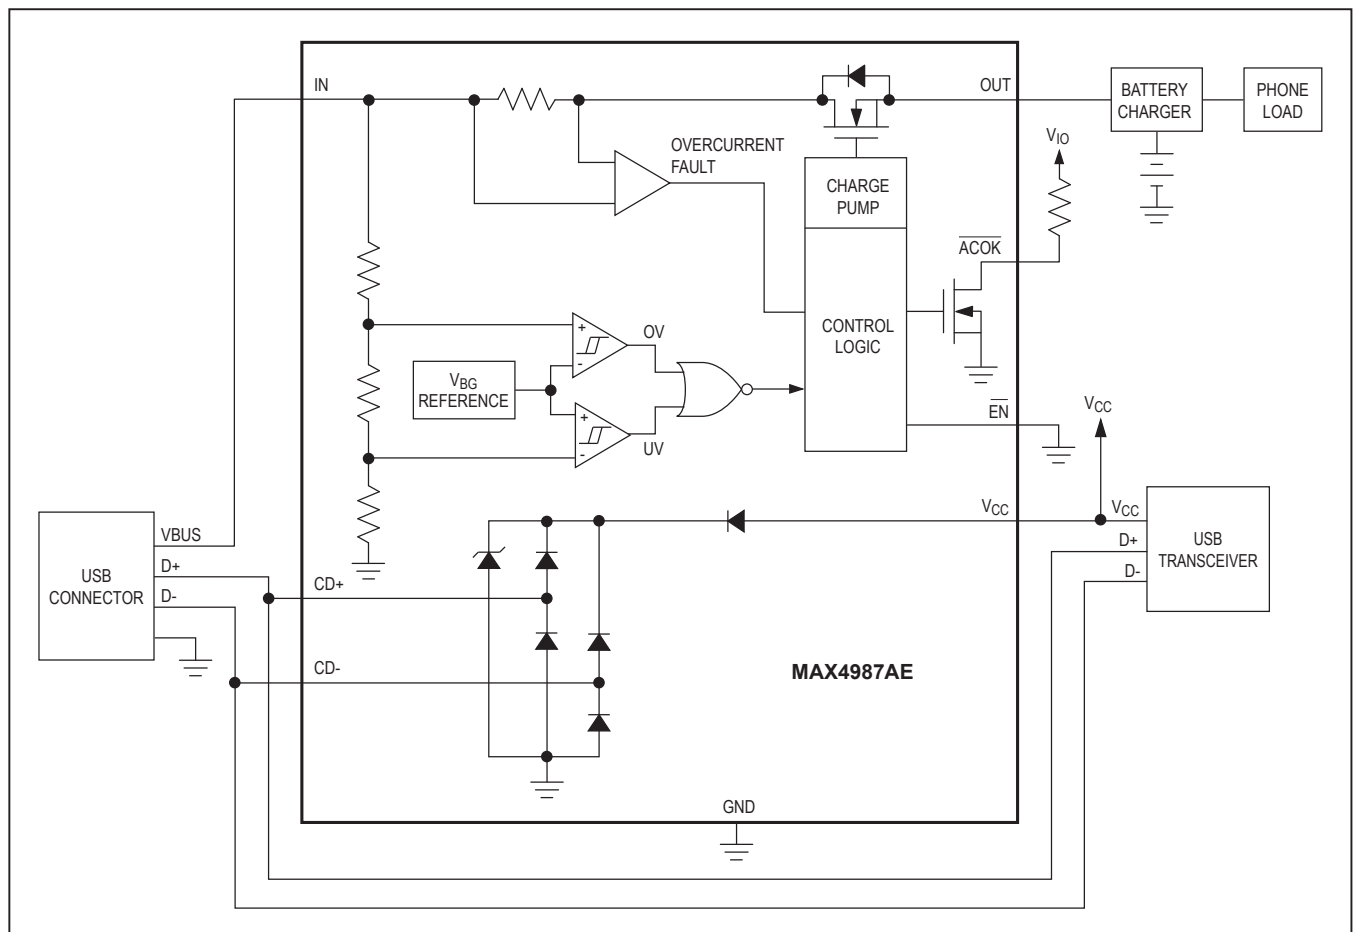 IN
OUT
BATTERY
CHARGER
PHONE
LOAD
OVERCURRENT
FAULT
VIO
CHARGE
PUMP
ACOK
CONTROL
LOGIC
+
OV
-
VBG
REFERENCE
+
UV
-
EN
VCC
VCC
VCC
VBUS
D+
D-
USB
CONNECTOR
D+
D-
USB
TRANSCEIVER
CD+
CD-
MAX4987AE
GND